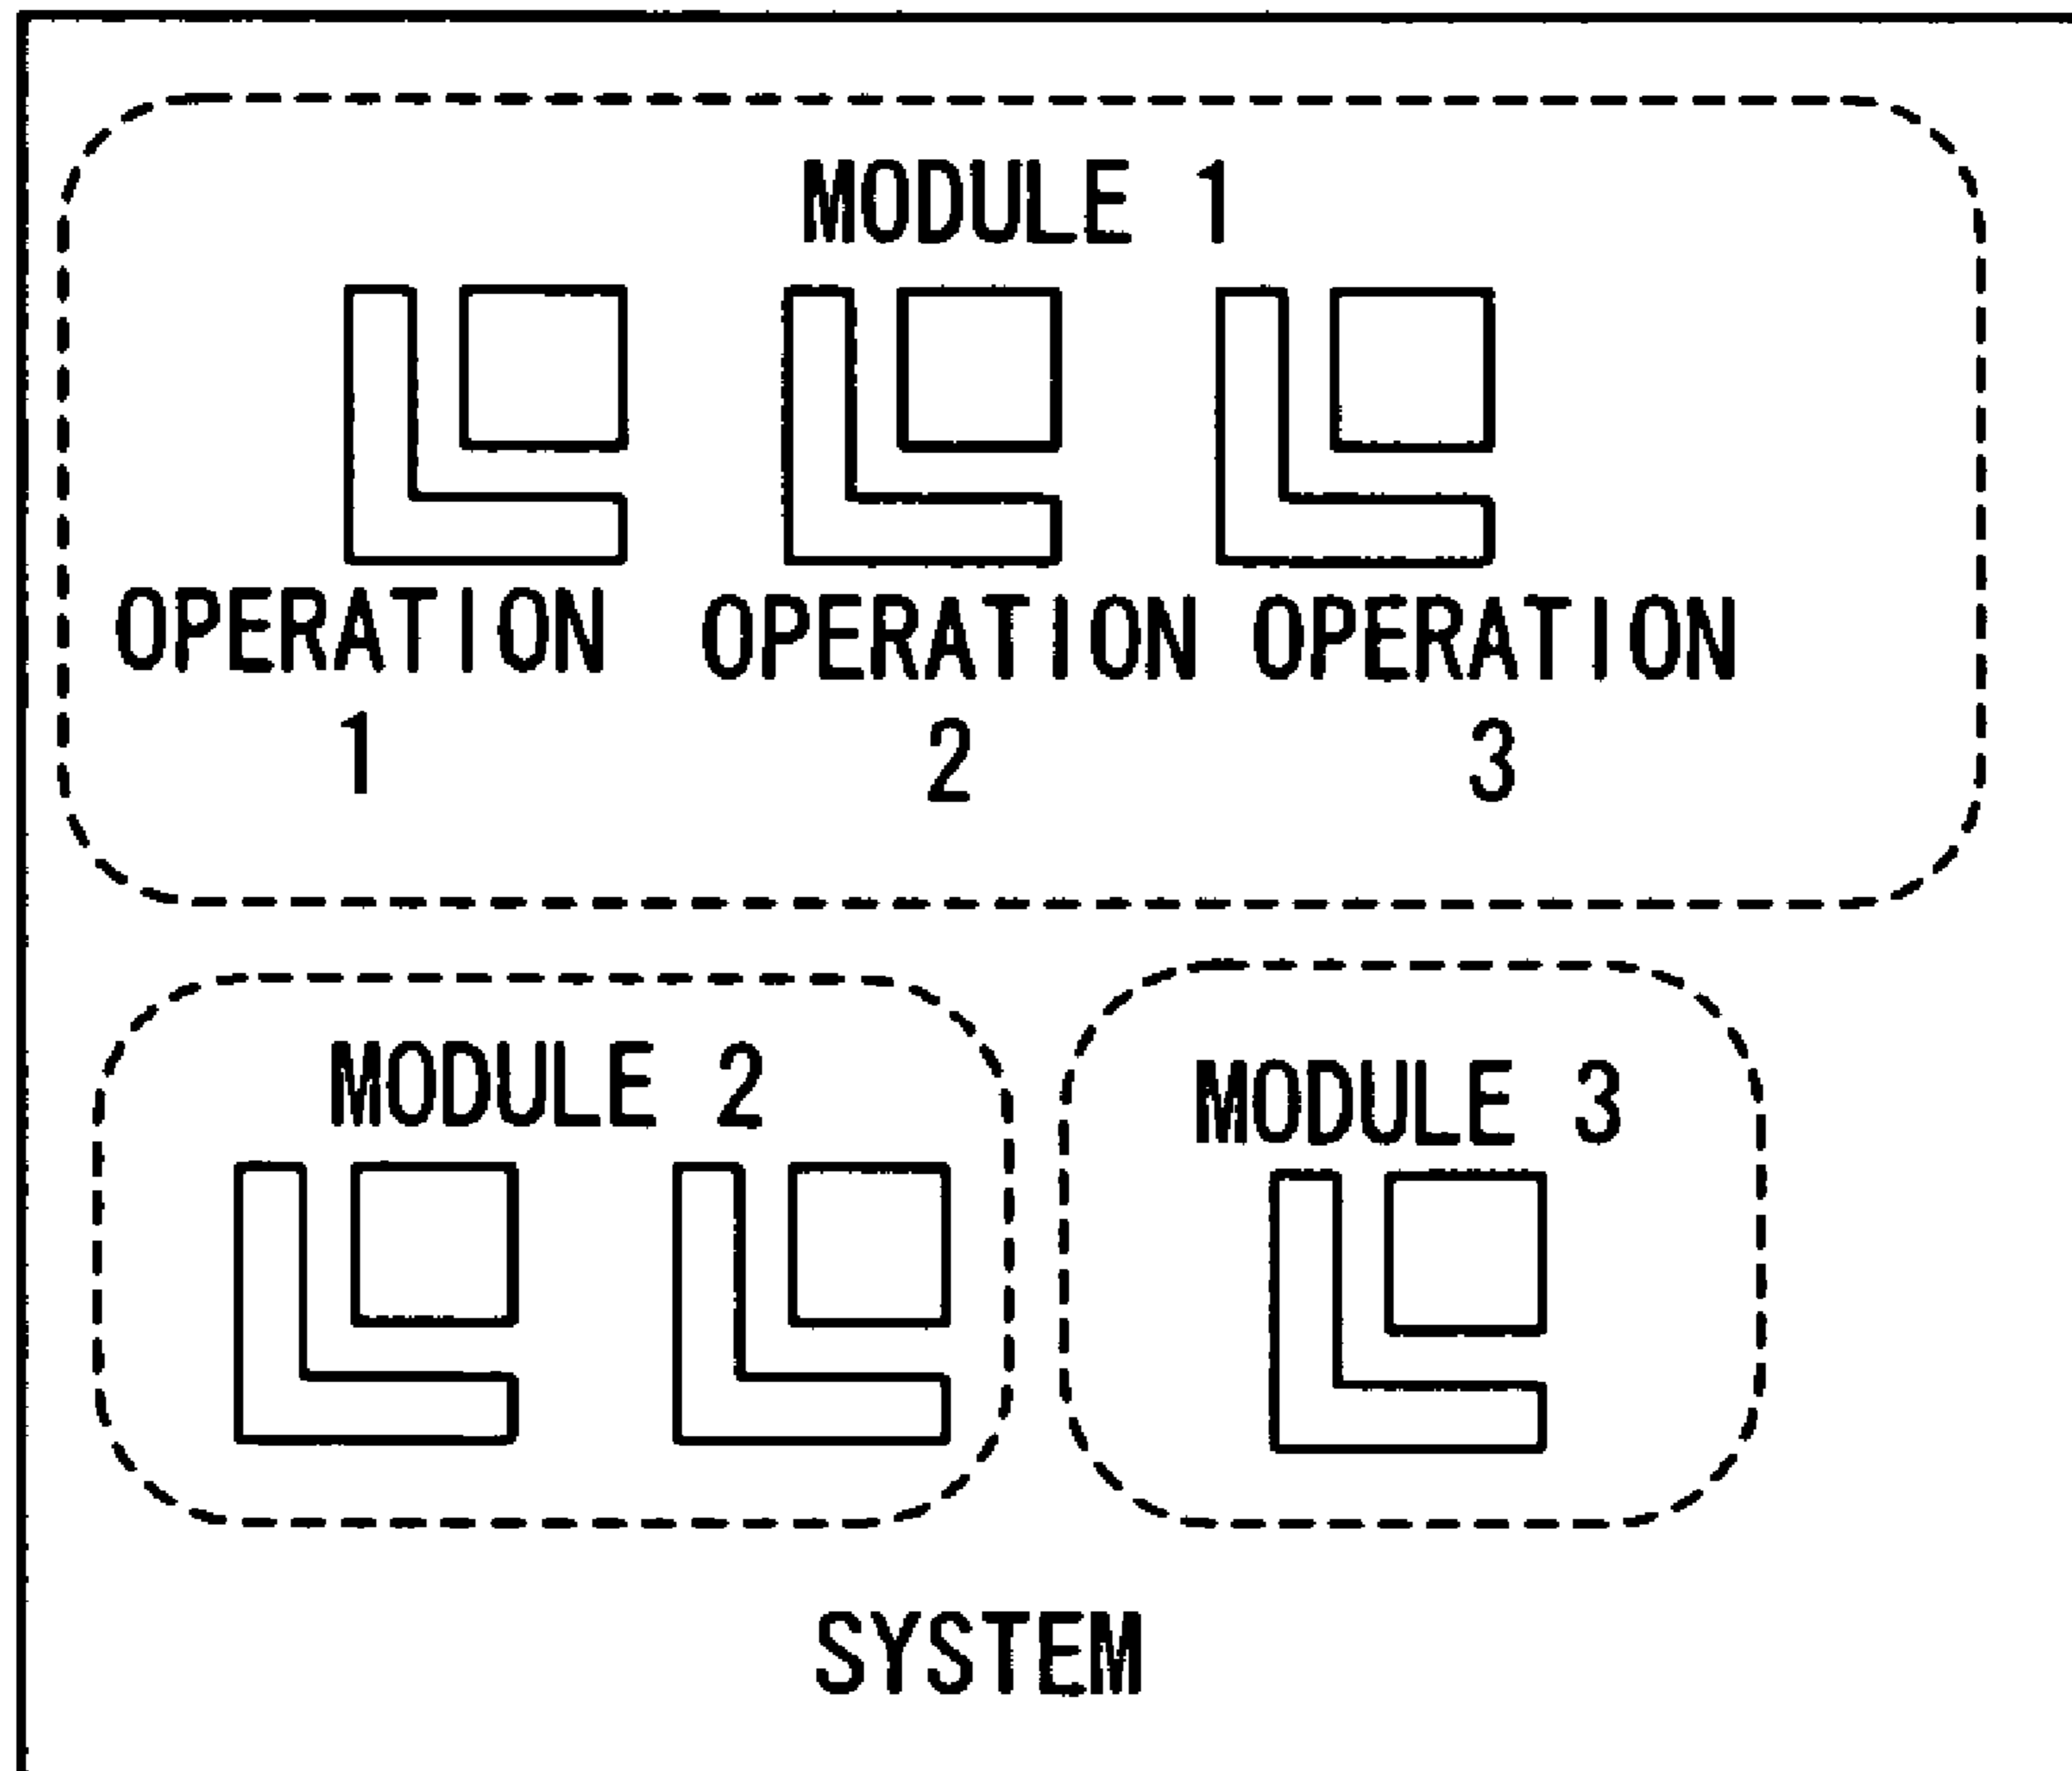 MODULE 1
OPERATION OPERATION OPERATION
1 2 3
MODULE 2
MODULE 3
SYSTEM